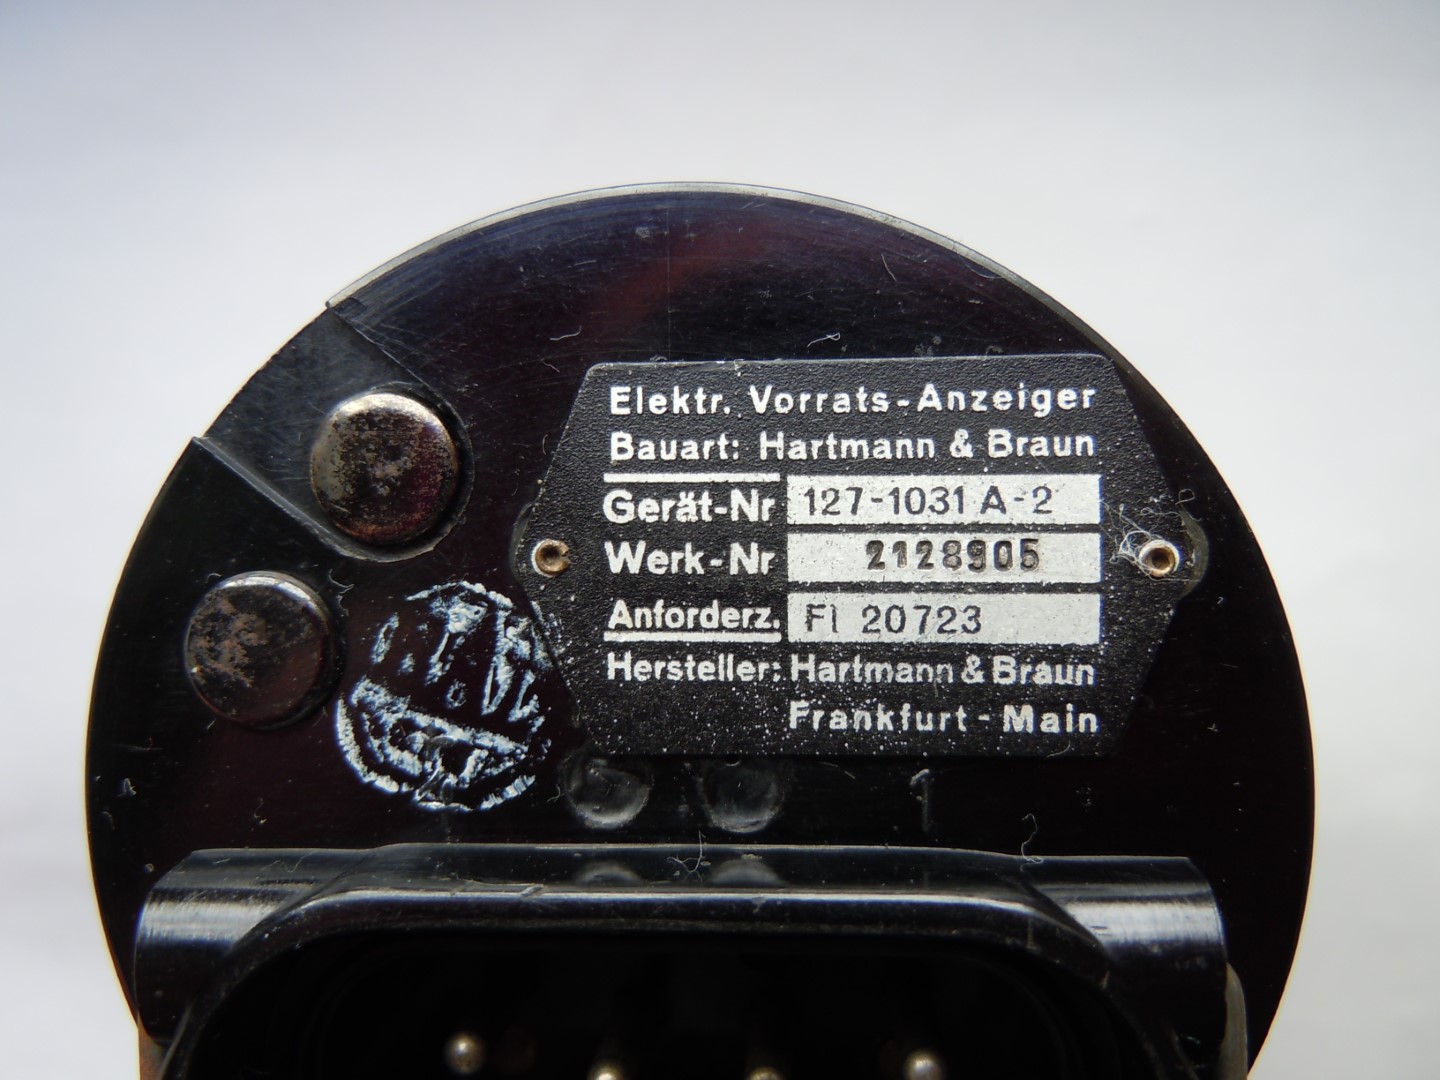 Elektr. Vorrats-Anzeiger
Bauart: Hartmann & Braun
Gerät-Nr 127-1031 A-2
Werk-Nr 2128905
Anforderz. Fl 20723
Hersteller: Hartmann & Braun
Frankfurt-Main
1